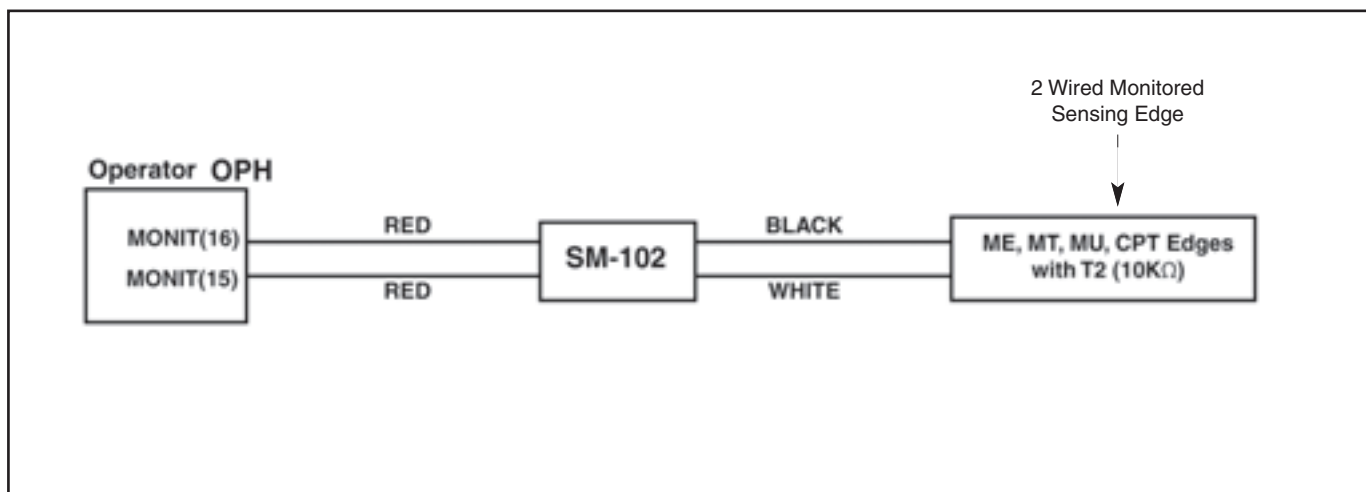 2 Wired Monitored
Sensing Edge
Operator OPH
MONIT(16)
MONIT(15)
RED
RED
SM-102
BLACK
WHITE
ME, MT, MU, CPT Edges
with T2 (10KΩ)